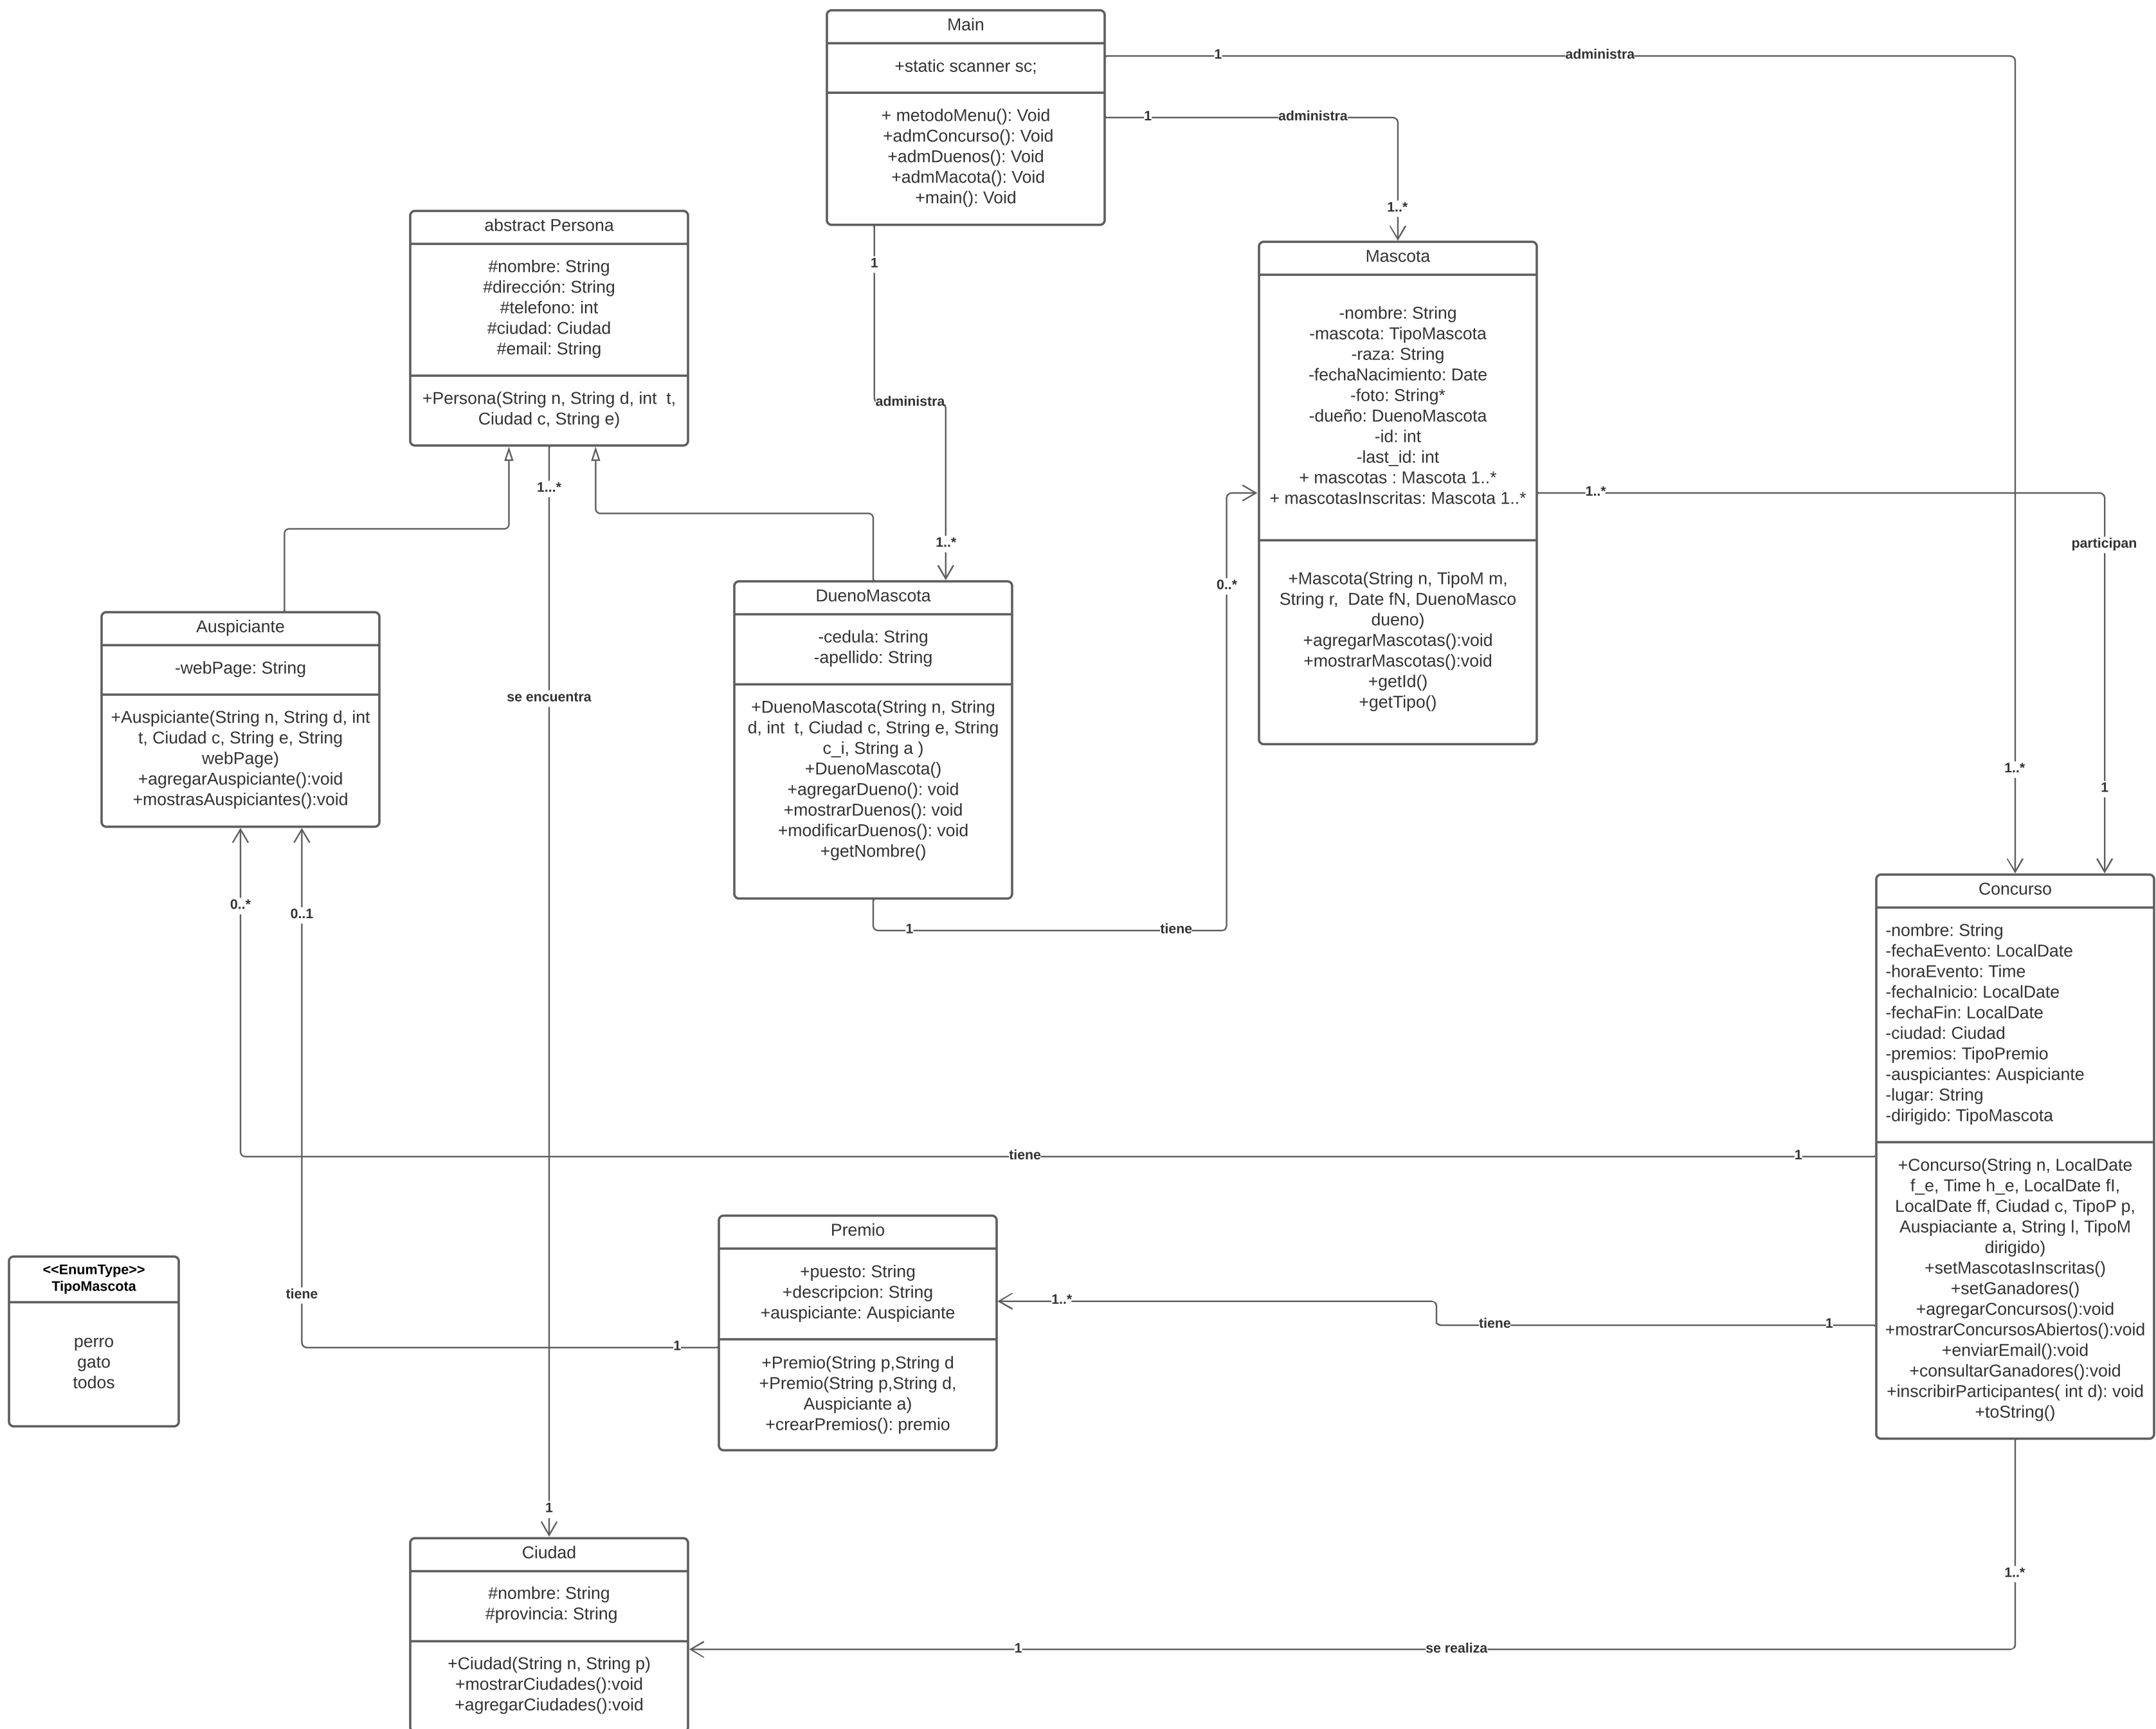 Main
+static scanner sc;
+ metodoMenu(): Void
+admConcurso(): Void
+admDuenos(): Void
+admMacota(): Void
+main(): Void
1
administra
1..*
1
administra
1..*
1
administra
1..*
abstract Persona
#nombre: String
#dirección: String
#telefono: int
#ciudad: Ciudad
#email: String
+Persona(String n, String d, int  t,
Ciudad c, String e)
1...*
se encuentra
1
Mascota
-nombre: String
-mascota: TipoMascota
-raza: String
-fechaNacimiento: Date
-foto: String*
-dueño: DuenoMascota
-id: int
-last_id: int
+ mascotas : Mascota 1..*
+ mascotasInscritas: Mascota 1..*
+Mascota(String n, TipoM m,
String r,  Date fN, DuenoMasco
dueno)
+agregarMascotas():void
+mostrarMascotas():void
+getId()
+getTipo()
1..*
participan
1
Auspiciante
-webPage: String
+Auspiciante(String n, String d, int
t, Ciudad c, String e, String
webPage)
+agregarAuspiciante():void
+mostrasAuspiciantes():void
0..*
0..1
DuenoMascota
-cedula: String
-apellido: String
+DuenoMascota(String n, String
d, int  t, Ciudad c, String e, String
c_i, String a )
+DuenoMascota()
+agregarDueno(): void
+mostrarDuenos(): void
+modificarDuenos(): void
+getNombre()
1
tiene
0..*
Concurso
-nombre: String
-fechaEvento: LocalDate
-horaEvento: Time
-fechaInicio: LocalDate
-fechaFin: LocalDate
-ciudad: Ciudad
-premios: TipoPremio
-auspiciantes: Auspiciante
-lugar: String
-dirigido: TipoMascota
+Concurso(String n, LocalDate
f_e, Time h_e, LocalDate fI,
LocalDate ff, Ciudad c, TipoP p,
Auspiaciante a, String l, TipoM
dirigido)
+setMascotasInscritas()
+setGanadores()
+agregarConcursos():void
+mostrarConcursosAbiertos():void
+enviarEmail():void
+consultarGanadores():void
+inscribirParticipantes( int d): void
+toString()
tiene
1
<<EnumType>>
TipoMascota
perro
gato
todos
tiene
1
Premio
+puesto: String
+descripcion: String
+auspiciante: Auspiciante
+Premio(String p,String d
+Premio(String p,String d,
Auspiciante a)
+crearPremios(): premio
1..*
tiene
1
Ciudad
#nombre: String
#provincia: String
+Ciudad(String n, String p)
+mostrarCiudades():void
+agregarCiudades():void
1
se realiza
1..*